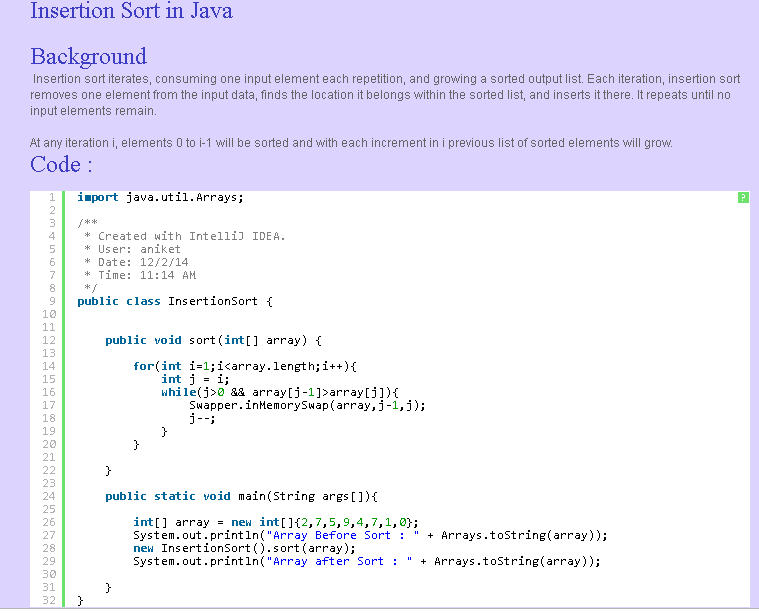 Insertion Sort in Java
Background
Insertion sort iterates, consuming one input element each repetition, and growing a sorted output list. Each iteration, insertion sort
removes one element from the input data, finds the location it belongs within the sorted list, and inserts it there. It repeats until no
input elements remain.
At any iteration i, elements 0 to i-1 will be sorted and with each increment in i previous list of sorted elements will grow.
Code :
1 import java.util.Arrays; ?
2
3 /**
4 * Created with IntelliJ IDEA.
5 * User: aniket
6 * Date: 12/2/14
7 * Time: 11:14 AM
8 */
9 public class InsertionSort {
10
11
12 public void sort(int[] array) {
13
14 for(int i=1;i<array.length;i++){
15 int j = i;
16 while(j>0 && array[j-1]>array[j]){
17 Swapper.inMemorySwap(array,j-1,j);
18 j--;
19 }
20 }
21
22 }
23
24 public static void main(String args[]){
25
26 int[] array = new int[]{2,7,5,9,4,7,1,0};
27 System.out.println("Array Before Sort : " + Arrays.toString(array));
28 new InsertionSort().sort(array);
29 System.out.println("Array after Sort : " + Arrays.toString(array));
30
31 }
32 }